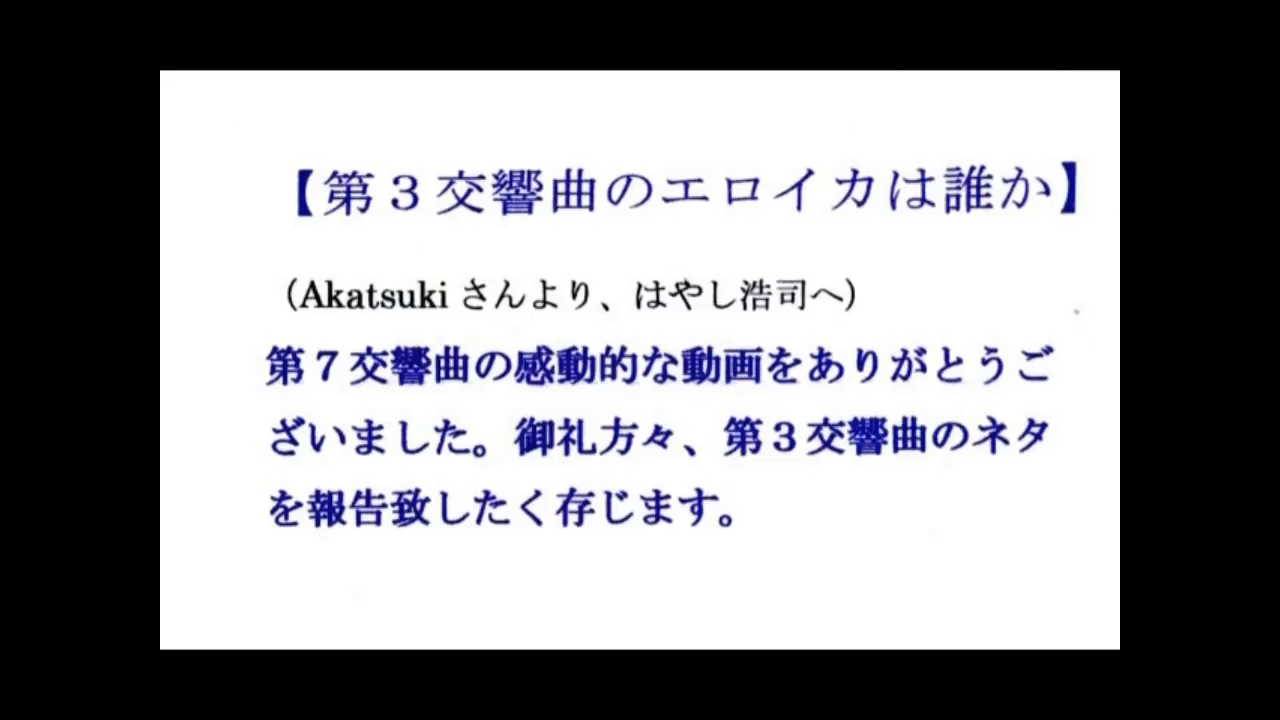 【第３交響曲のエロイカは誰か】
（Akatsuki さんより、はやし浩司へ）
第７交響曲の感動的な動画をありがとうご
ざいました。御礼方々、第３交響曲のネタ
を報告致したく存じます。